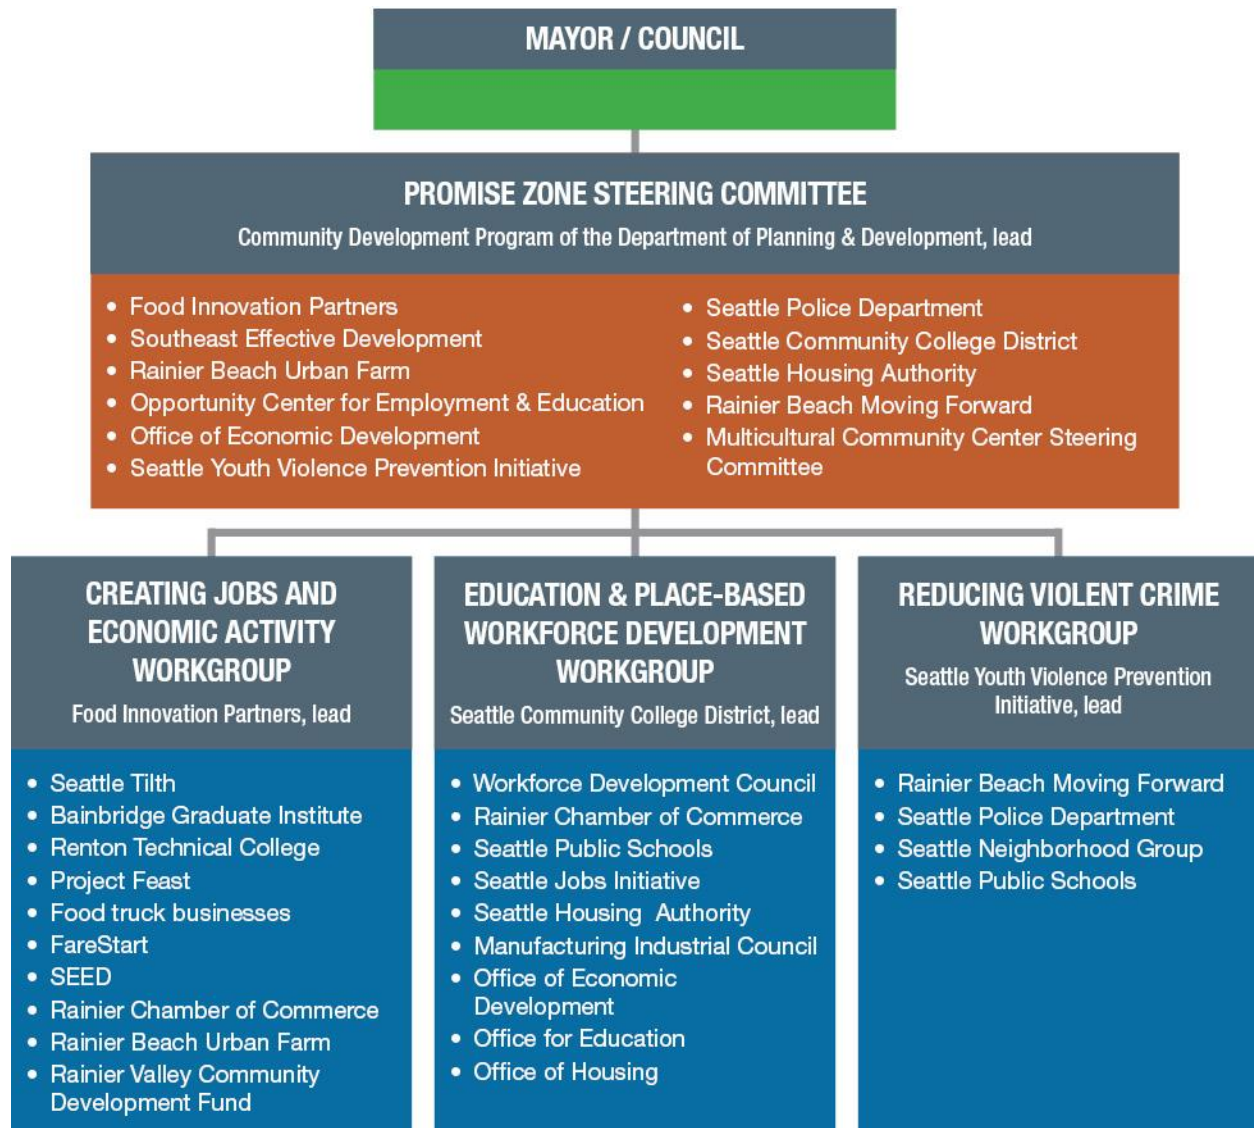 MAYOR / COUNCIL
PROMISE ZONE STEERING COMMITTEE
Community Development Program of the Department of Planning & Development, lead
• Food Innovation Partners
• Southeast Effective Development
• Rainier Beach Urban Farm
• Opportunity Center for Employment & Education
• Office of Economic Development
• Seattle Youth Violence Prevention Initiative
• Seattle Police Department
• Seattle Community College District
• Seattle Housing Authority
• Rainier Beach Moving Forward
• Multicultural Community Center Steering
Committee
CREATING JOBS AND
ECONOMIC ACTIVITY
WORKGROUP
Food Innovation Partners, lead
• Seattle Tilth
• Bainbridge Graduate Institute
• Renton Technical College
• Project Feast
• Food truck businesses
• FareStart
• SEED
• Rainier Chamber of Commerce
• Rainier Beach Urban Farm
• Rainier Valley Community
Development Fund
EDUCATION & PLACE-BASED
WORKFORCE DEVELOPMENT
WORKGROUP
Seattle Community College District, lead
• Workforce Development Council
• Rainier Chamber of Commerce
• Seattle Public Schools
• Seattle Jobs Initiative
• Seattle Housing Authority
• Manufacturing Industrial Council
• Office of Economic
Development
• Office for Education
• Office of Housing
REDUCING VIOLENT CRIME
WORKGROUP
Seattle Youth Violence Prevention
Initiative, lead
• Rainier Beach Moving Forward
• Seattle Police Department
• Seattle Neighborhood Group
• Seattle Public Schools